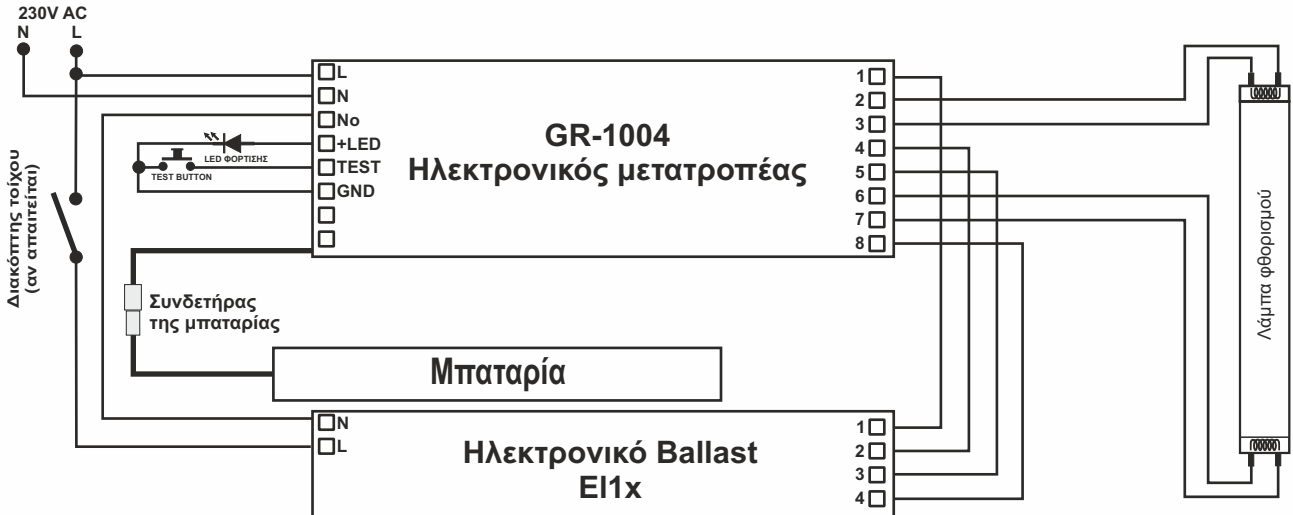 230V AC
N L
L
N
No
+LED
TEST
GND
LED ΦΟΡΤΙΣΗΣ
TEST BUTTON
GR-1004
Ηλεκτρονικός μετατροπέας
1
2
3
4
5
6
7
8
Διακόπτης τοίχου
(αν απαιτείται)
Συνδετήρας
της μπαταρίας
Μπαταρία
Λάμπα φθορισμού
N
L
Ηλεκτρονικό Ballast
El1x
1
2
3
4